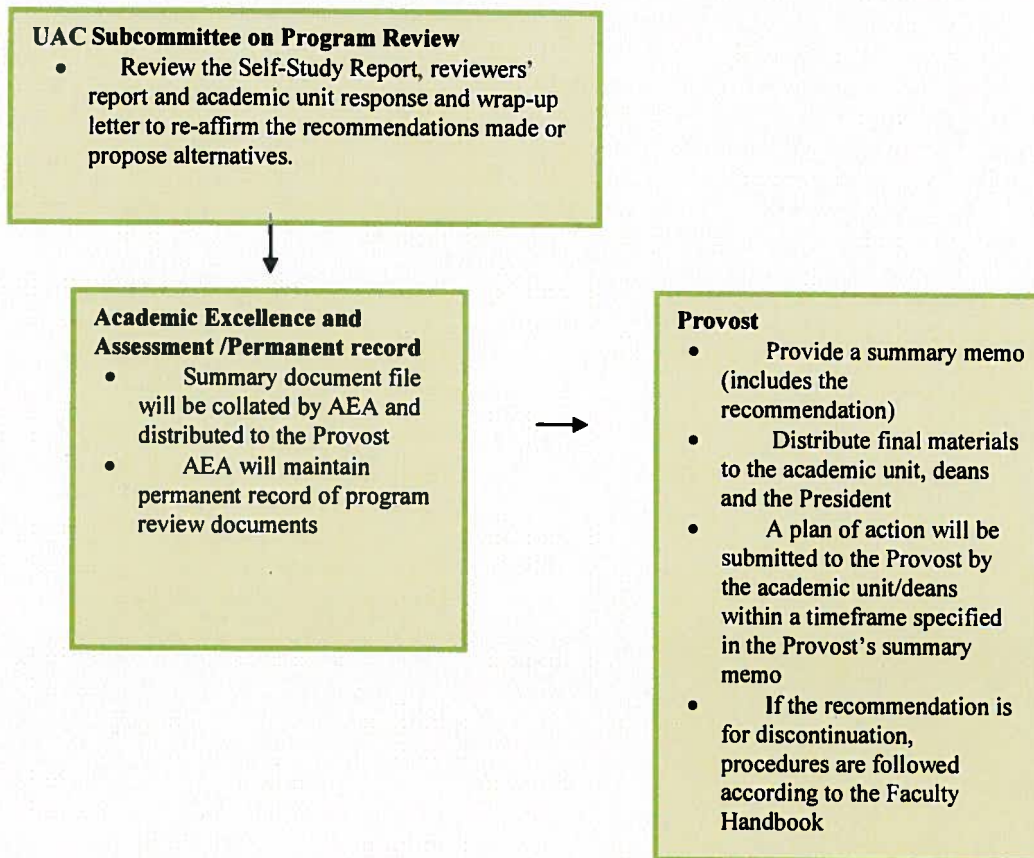 UAC Subcommittee on Program Review
• Review the Self-Study Report, reviewers'
report and academic unit response and wrap-up
letter to re-affirm the recommendations made or
propose alternatives.
Academic Excellence and
Assessment /Permanent record
• Summary document file
will be collated by AEA and
distributed to the Provost
• AEA will maintain
permanent record of program
review documents
Provost
• Provide a summary memo
(includes the
recommendation)
• Distribute final materials
to the academic unit, deans
and the President
• A plan of action will be
submitted to the Provost by
the academic unit/deans
within a timeframe specified
in the Provost's summary
memo
• If the recommendation is
for discontinuation,
procedures are followed
according to the Faculty
Handbook